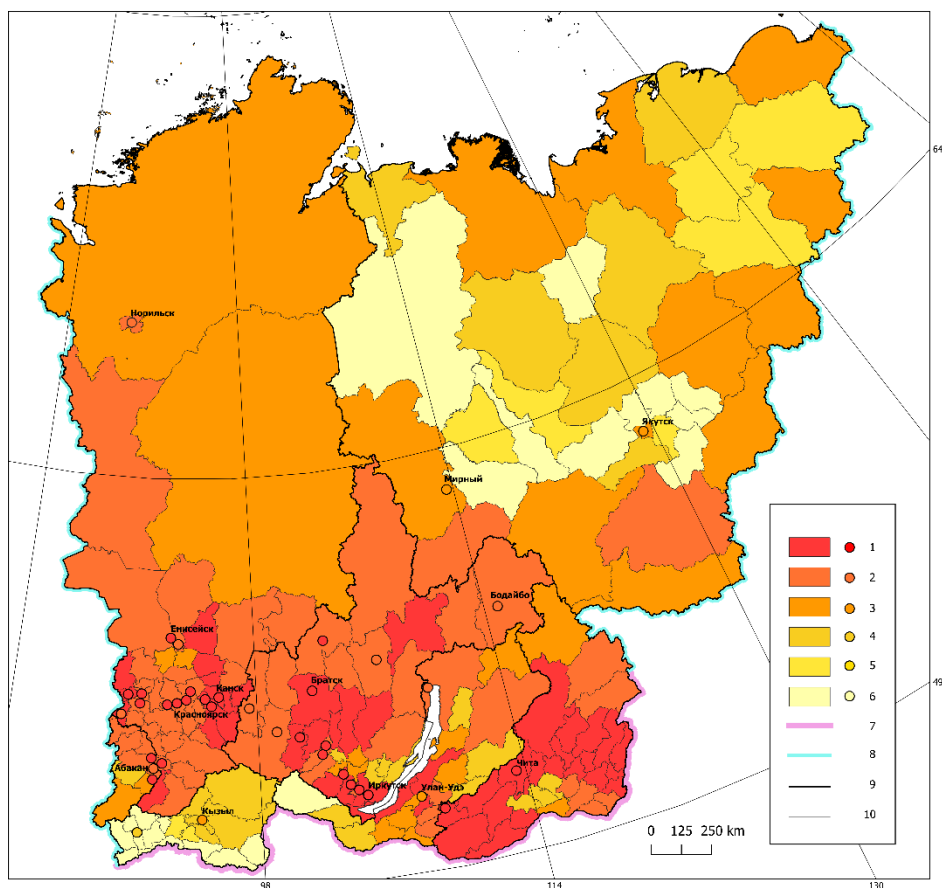 64
Норильск
Якутск
Мирный
Бодайбо
Енисейск
Канск
Братск
Красноярск
49
Абакан
Чита
Иркутск
Улан-Удэ
Кызыл
1
2
3
4
5
6
7
8
9
10
0 125 250 km
98
114
130